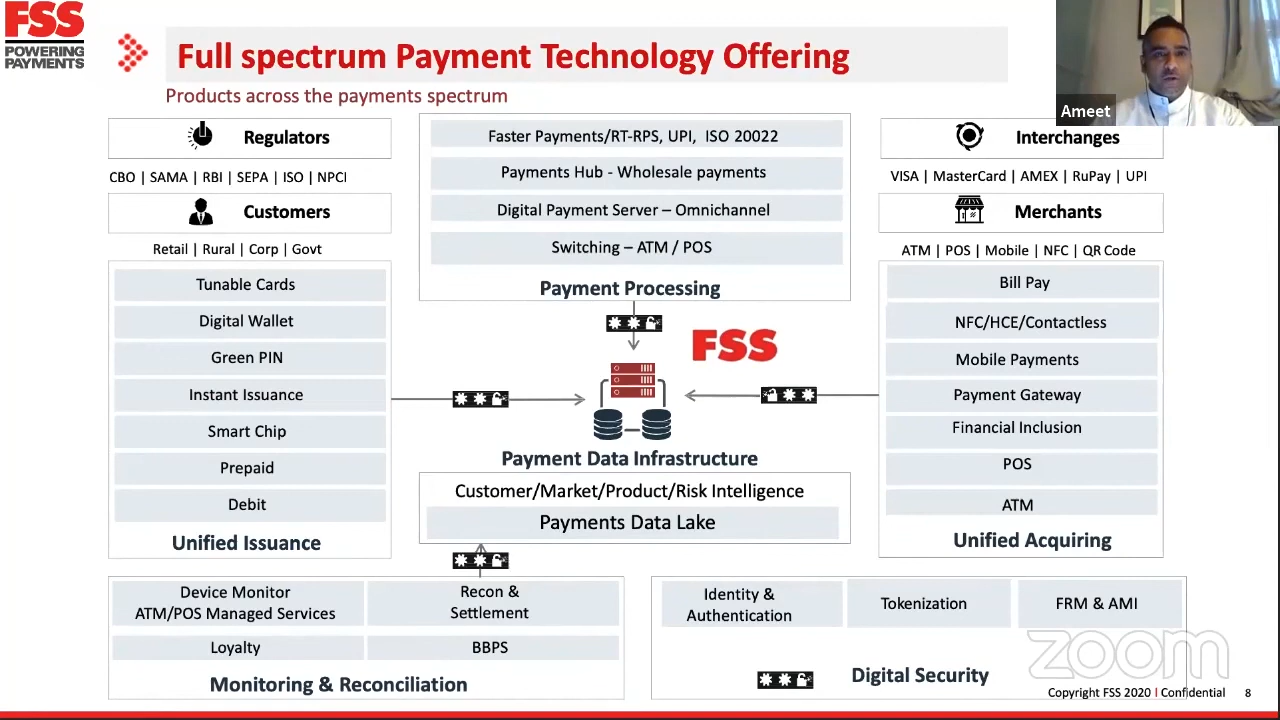 FSS
POWERING
PAYMENTS
Full spectrum Payment Technology Offering
Products across the payments spectrum
Ameet
Regulators
CBO | SAMA | RBI | SEPA | ISO | NPCI
Customers
Retail | Rural | Corp | Govt
Tunable Cards
Digital Wallet
Green PIN
Instant Issuance
Smart Chip
Prepaid
Debit
Unified Issuance
Faster Payments/RT-RPS, UPI, ISO 20022
Payments Hub - Wholesale payments
Digital Payment Server – Omnichannel
Switching – ATM / POS
Payment Processing
FSS
Payment Data Infrastructure
Customer/Market/Product/Risk Intelligence
Payments Data Lake
Interchanges
VISA | MasterCard | AMEX | RuPay | UPI
Merchants
ATM | POS | Mobile | NFC | QR Code
Bill Pay
NFC/HCE/Contactless
Mobile Payments
Payment Gateway
Financial Inclusion
POS
ATM
Unified Acquiring
Device Monitor
ATM/POS Managed Services
Recon &
Settlement
Loyalty
BBPS
Monitoring & Reconciliation
Identity &
Authentication
Tokenization
FRM & AMI
Digital Security
zoom
Copyright FSS 2020 I Confidential 8